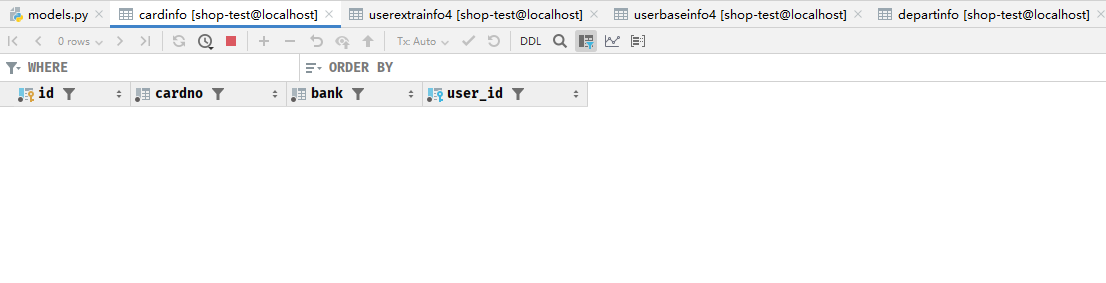 models.py cardinfo [shop-test@localhost] userextrainfo4 [shop-test@localhost] userbaseinfo4 [shop-test@localhost] departinfo [shop-test@localhost]
0 rows Tx: Auto DDL
WHERE ORDER BY
id cardno bank user_id